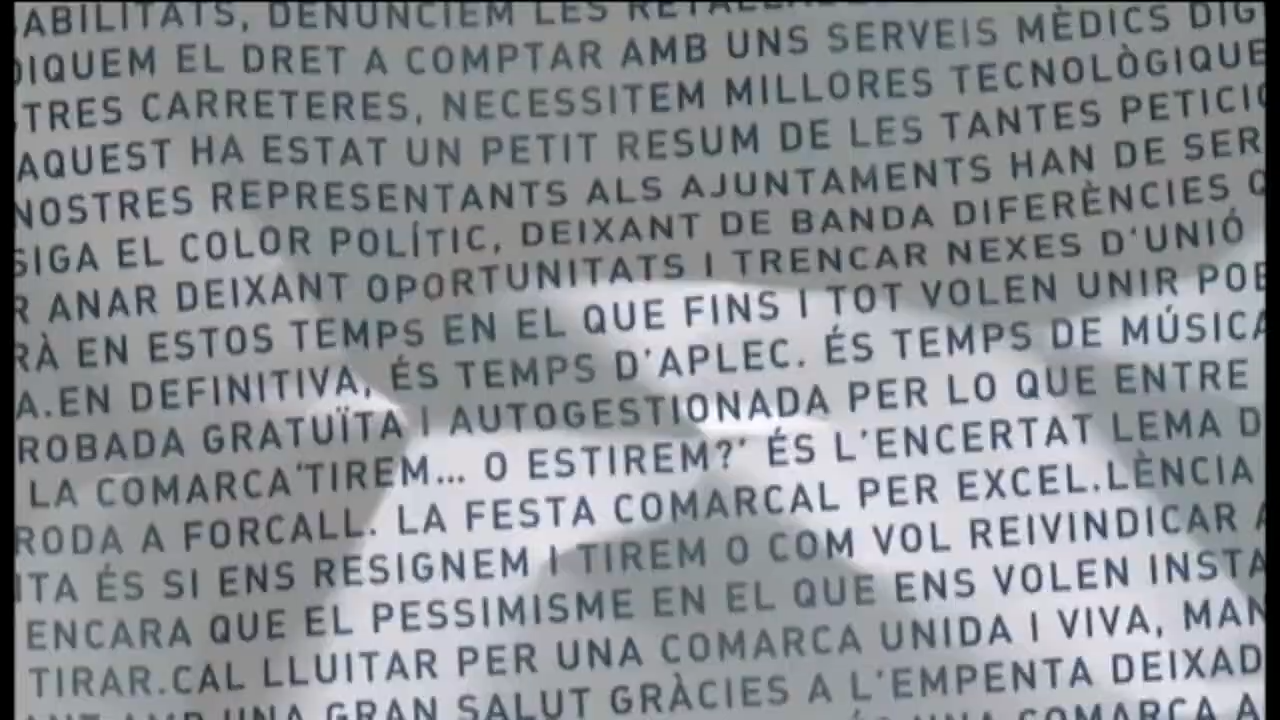 ABILITATS, DENUNCIEM LES
DIQUEM EL DRET A COMPTAR AMB UNS SERVEIS MÈDICS DIG
TRES CARRETERES, NECESSITEM MILLORES TECNOLÒGIQUE
AQUEST HA ESTAT UN PETIT RESUM DE LES TANTES PETICI
NOSTRES REPRESENTANTS ALS AJUNTAMENTS HAN DE SER
SIGA EL COLOR POLÍTIC, DEIXANT DE BANDA DIFERÈNCIES
R ANAR DEIXANT OPORTUNITATS I TRENCAR NEXES D'UNIÓ
RÀ EN ESTOS TEMPS EN EL QUE FINS I TOT VOLEN UNIR POB
A.EN DEFINITIVA, ÉS TEMPS D'APLEC. ÉS TEMPS DE MÚSICA
ROBADA GRATUÏTA I AUTOGESTIONADA PER LO QUE ENTRE
LA COMARCA'TIREM... O ESTIREM?' ÉS L'ENCERTAT LEMA D
RODA A FORCALL. LA FESTA COMARCAL PER EXCEL.LÈNCIA
ITA ÉS SI ENS RESIGNEM I TIREM O COM VOL REIVINDICAR A
ENCARA QUE EL PESSIMISME EN EL QUE ENS VOLEN INSTA
TIRAR.CAL LLUITAR PER UNA COMARCA UNIDA I VIVA, MAN
AMB UNA GRAN SALUT GRÀCIES A L'EMPENTA DEIXAD
ÉS UNA COMARCA A